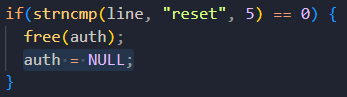 if(strncmp(line, "reset", 5) == 0) {
free(auth);
auth = NULL;
}